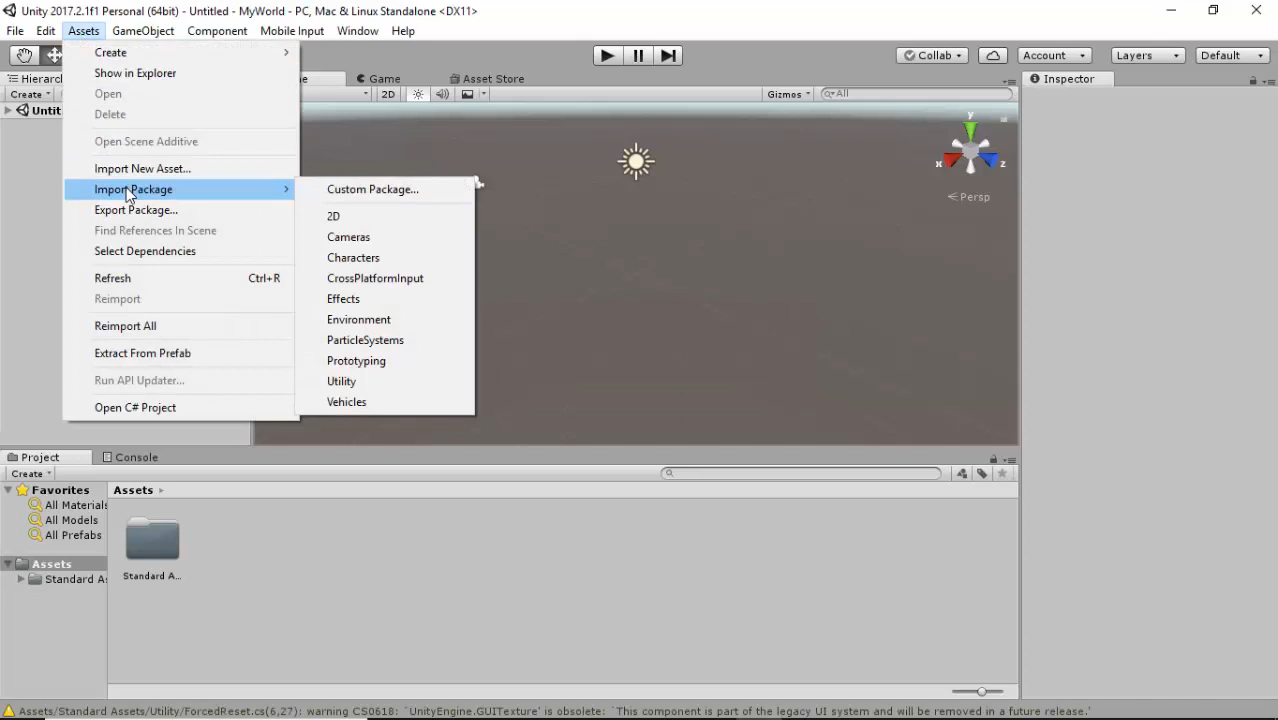 Unity 2017.2.1f1 Personal (64bit) - Untitled - MyWorld - PC, Mac & Linux Standalone <DX11>
File Edit Assets GameObject Component Mobile Input Window Help
Collab Account Layers Default
Hierarc Game Asset Store Inspector
Create 2D Gizmos All
Untit
Create
Show in Explorer
Open
Delete
Open Scene Additive
Import New Asset...
Import Package
Export Package...
Find References In Scene
Select Dependencies
Refresh Ctrl+R
Reimport
Reimport All
Extract From Prefab
Run API Updater...
Open C# Project
Custom Package...
2D
Cameras
Characters
CrossPlatformInput
Effects
Environment
ParticleSystems
Prototyping
Utility
Vehicles
y
x z
Persp
Project Console
Create
Favorites
All Materials
All Models
All Prefabs
Assets
Standard As
Assets
Standard A...
Assets/Standard Assets/Utility/ForcedReset.cs(6,27): warning CS0618: `UnityEngine.GUITexture' is obsolete: `This component is part of the legacy UI system and will be removed in a future release.'